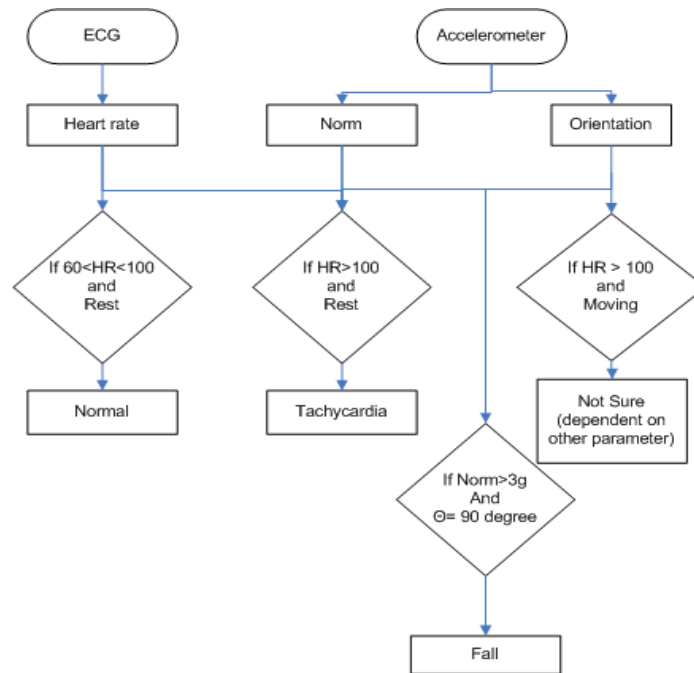 ECG
Accelerometer
Heart rate
Norm
Orientation
If 60<HR<100
and
Rest
If HR>100
and
Rest
If HR > 100
and
Moving
Normal
Tachycardia
Not Sure
(dependent on
other parameter)
If Norm>3g
And
Θ= 90 degree
Fall